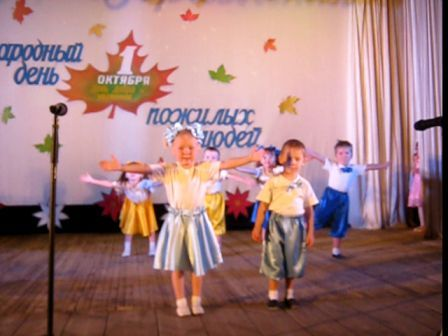 ародный
день
1
ОКТЯБРЯ
пожилых
людей